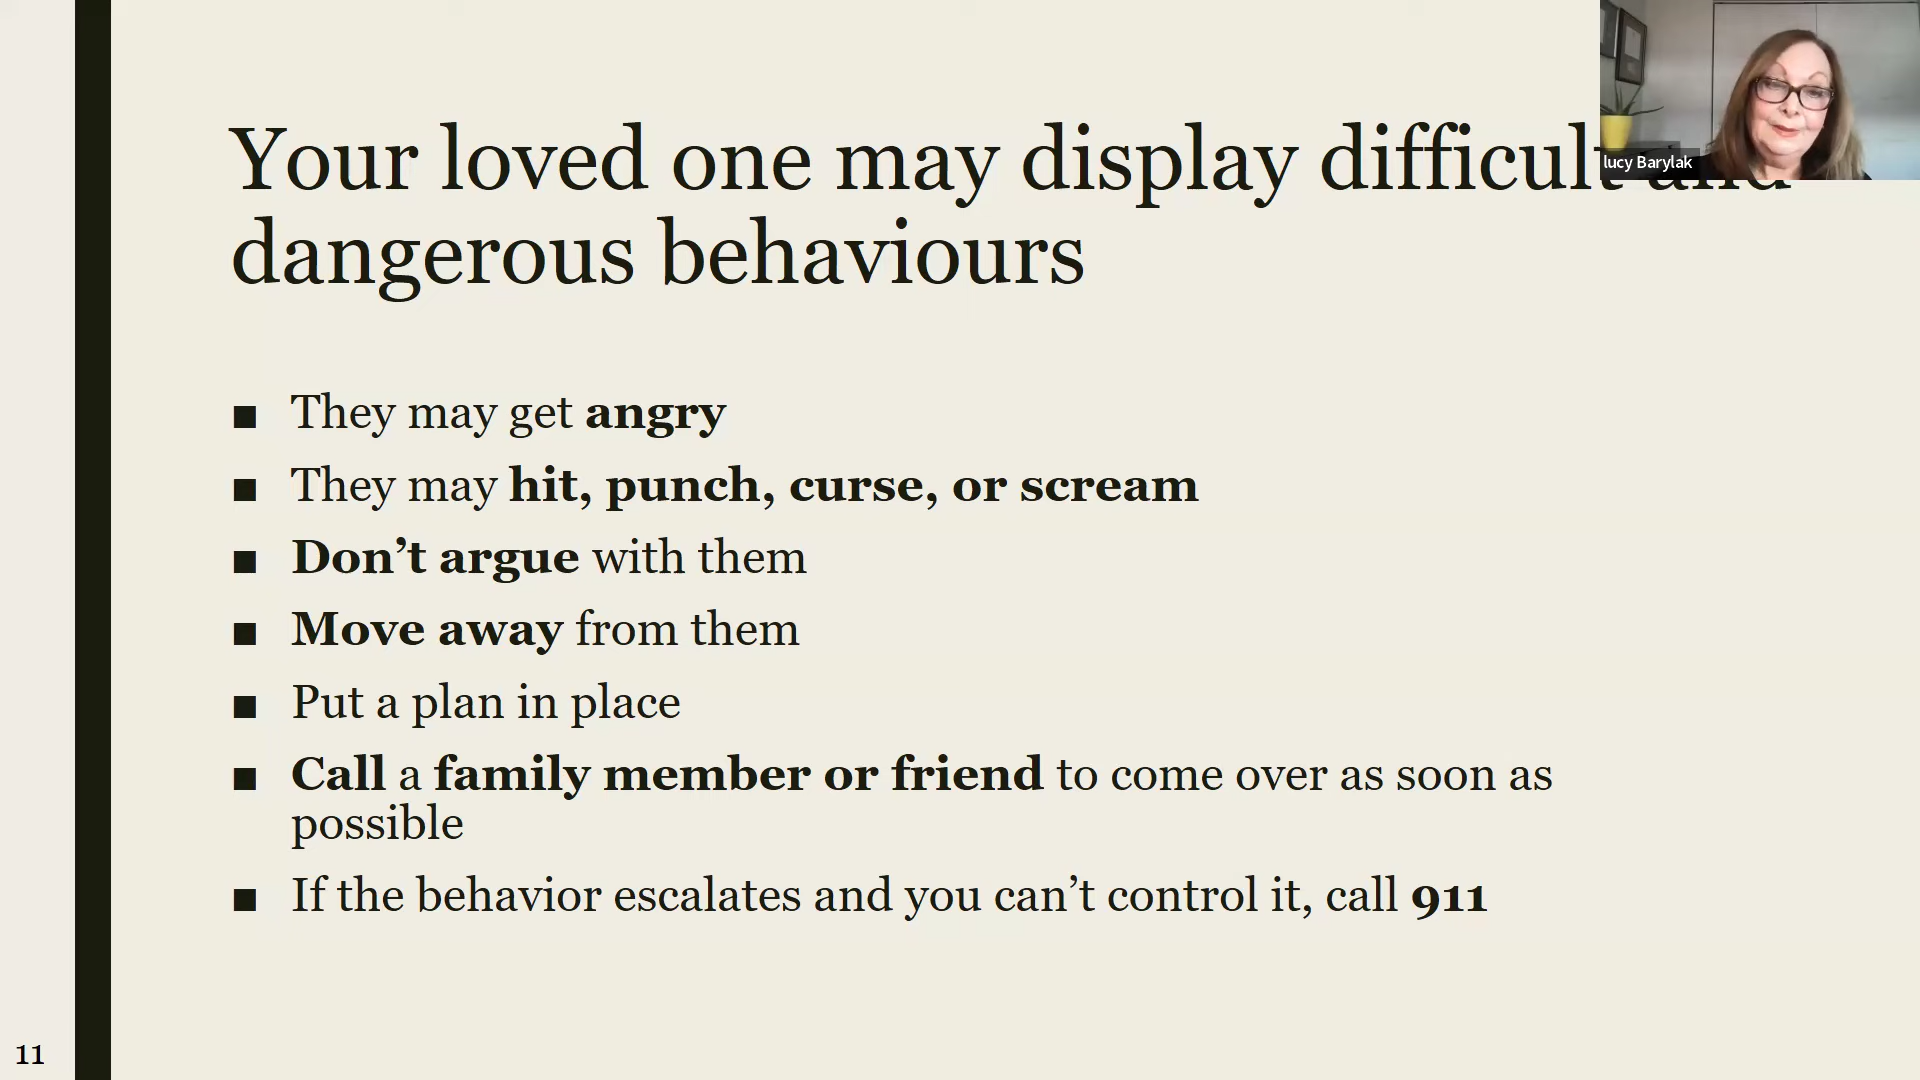 Your loved one may display difficult and
dangerous behaviours
lucy Barylak
■ They may get angry
■ They may hit, punch, curse, or scream
■ Don’t argue with them
■ Move away from them
■ Put a plan in place
■ Call a family member or friend to come over as soon as
possible
■ If the behavior escalates and you can’t control it, call 911
11